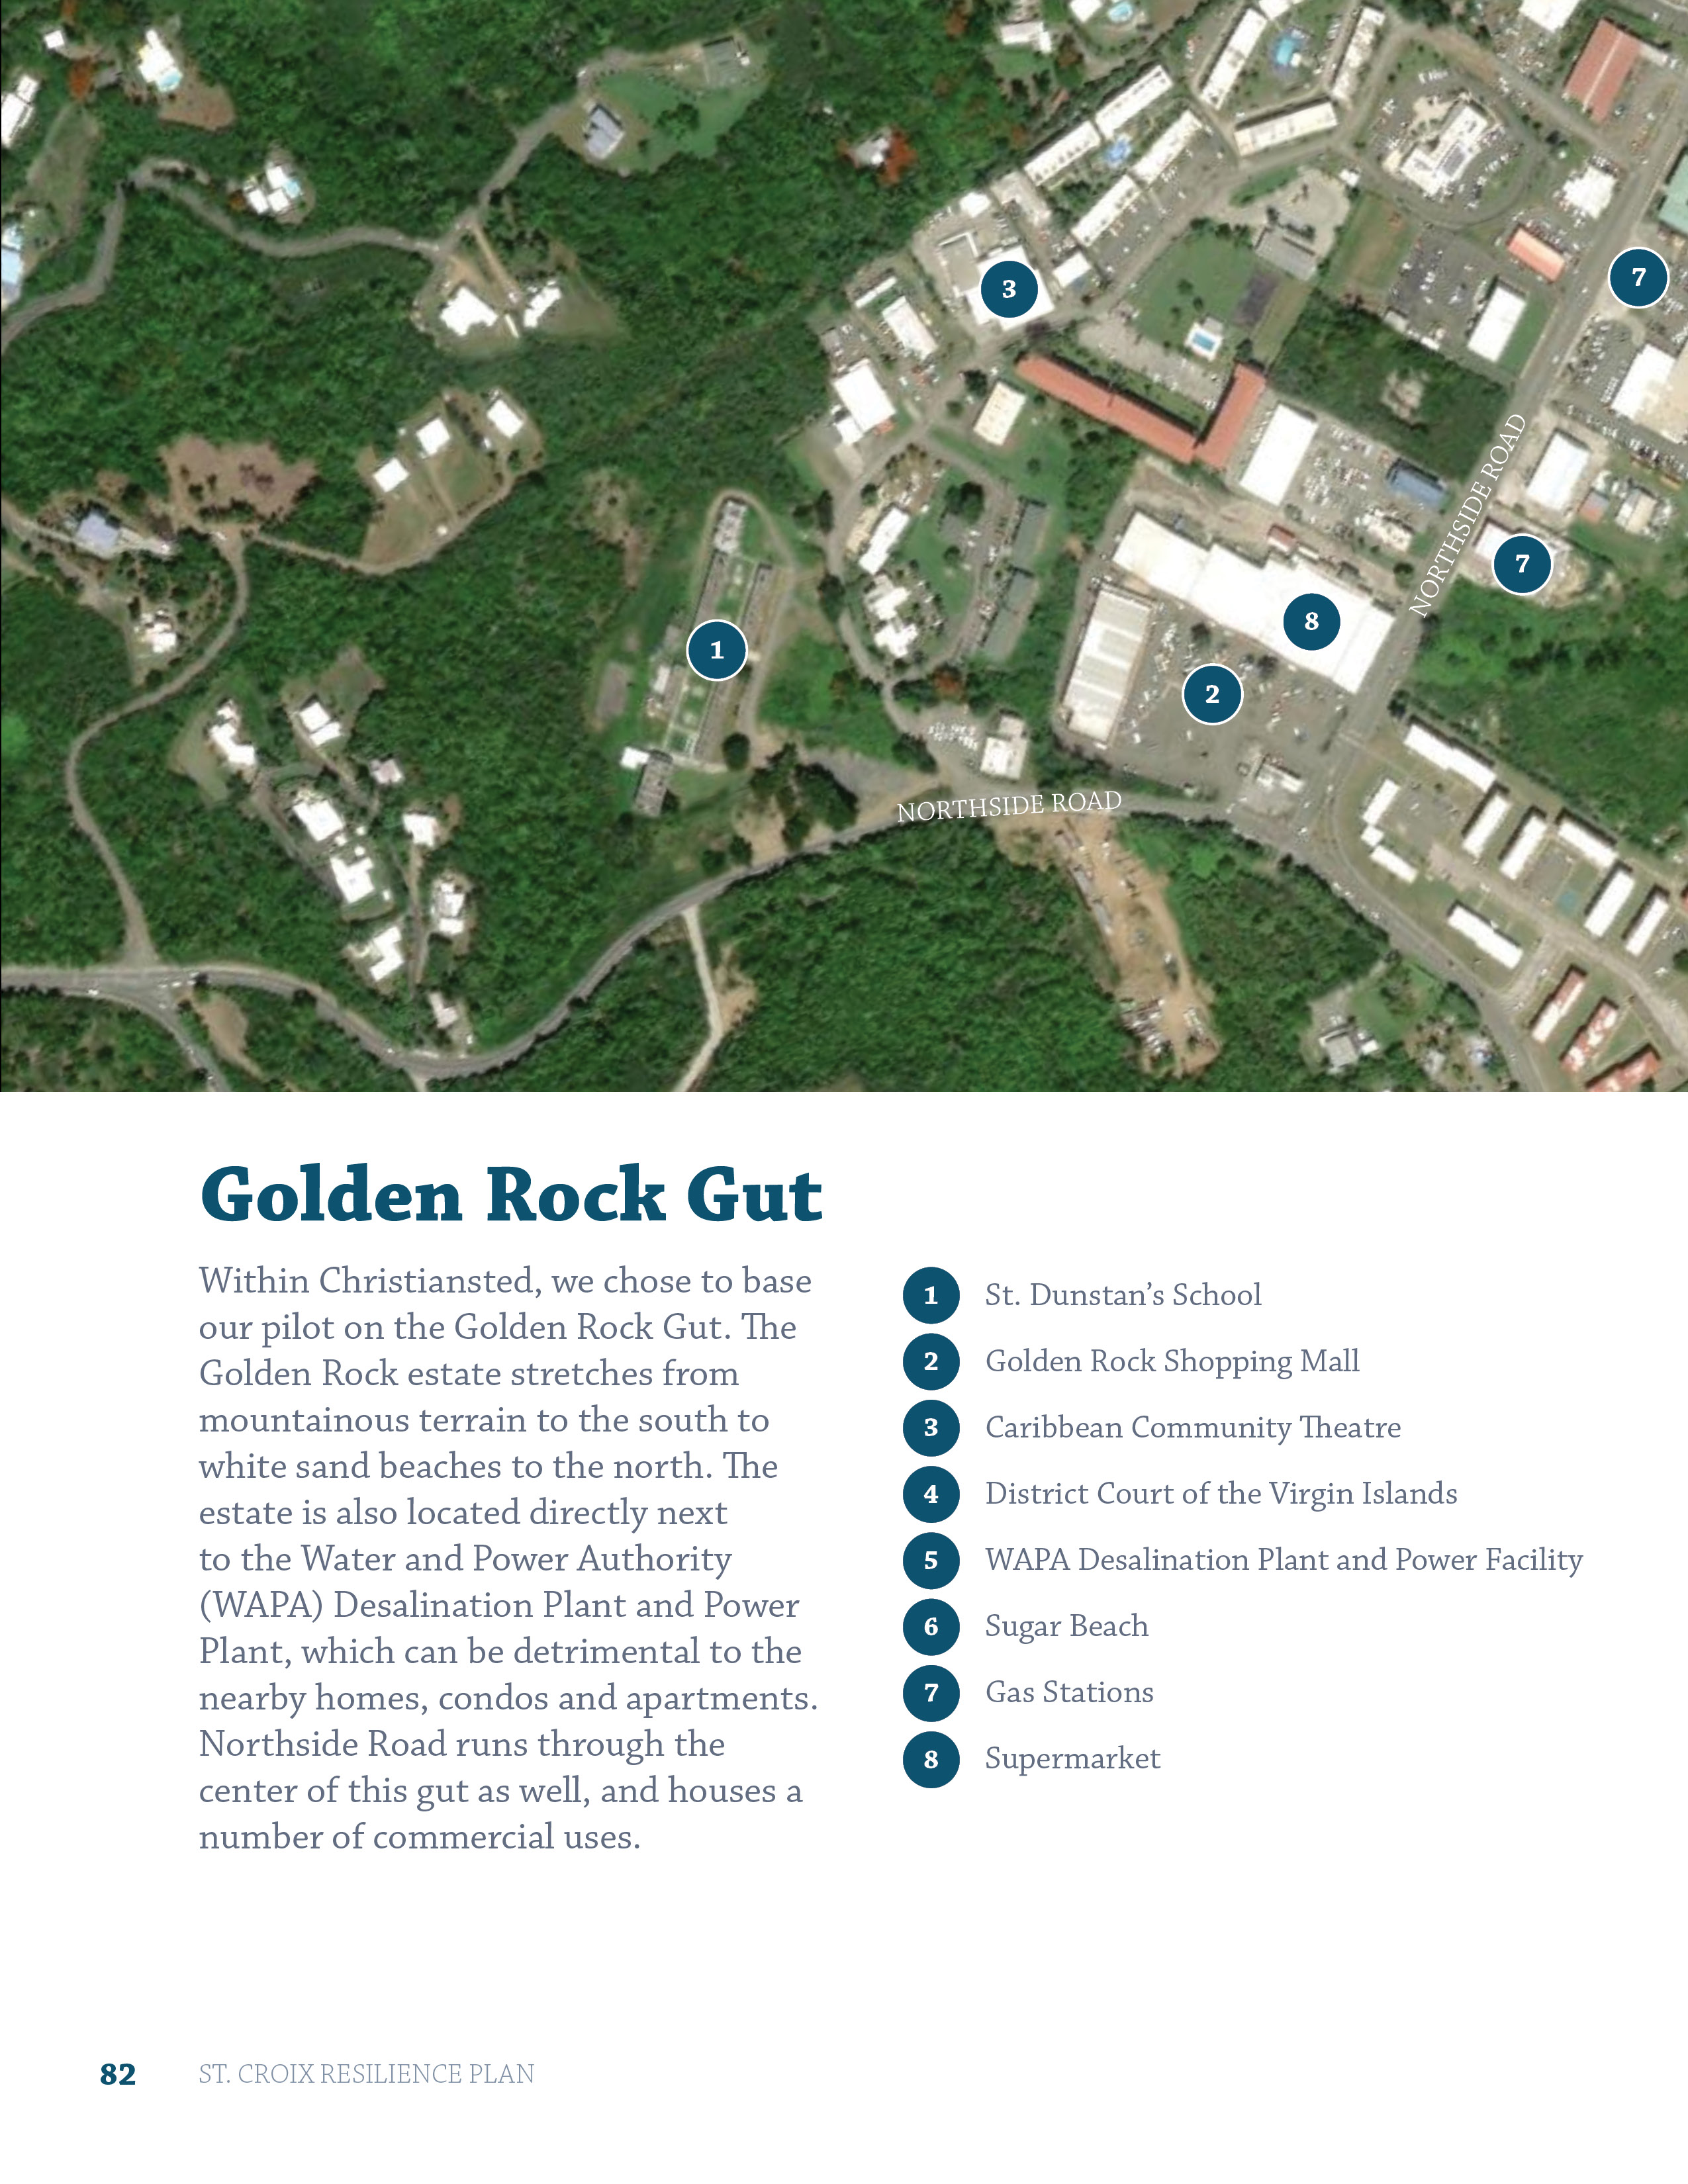 3
7
NORTHSIDE ROAD
7
8
1
2
NORTHSIDE ROAD
Golden Rock Gut
Within Christiansted, we chose to base
our pilot on the Golden Rock Gut. The
Golden Rock estate stretches from
mountainous terrain to the south to
white sand beaches to the north. The
estate is also located directly next
to the Water and Power Authority
(WAPA) Desalination Plant and Power
Plant, which can be detrimental to the
nearby homes, condos and apartments.
Northside Road runs through the
center of this gut as well, and houses a
number of commercial uses.
1 St. Dunstan’s School
2 Golden Rock Shopping Mall
3 Caribbean Community Theatre
4 District Court of the Virgin Islands
5 WAPA Desalination Plant and Power Facility
6 Sugar Beach
7 Gas Stations
8 Supermarket
82 ST. CROIX RESILIENCE PLAN